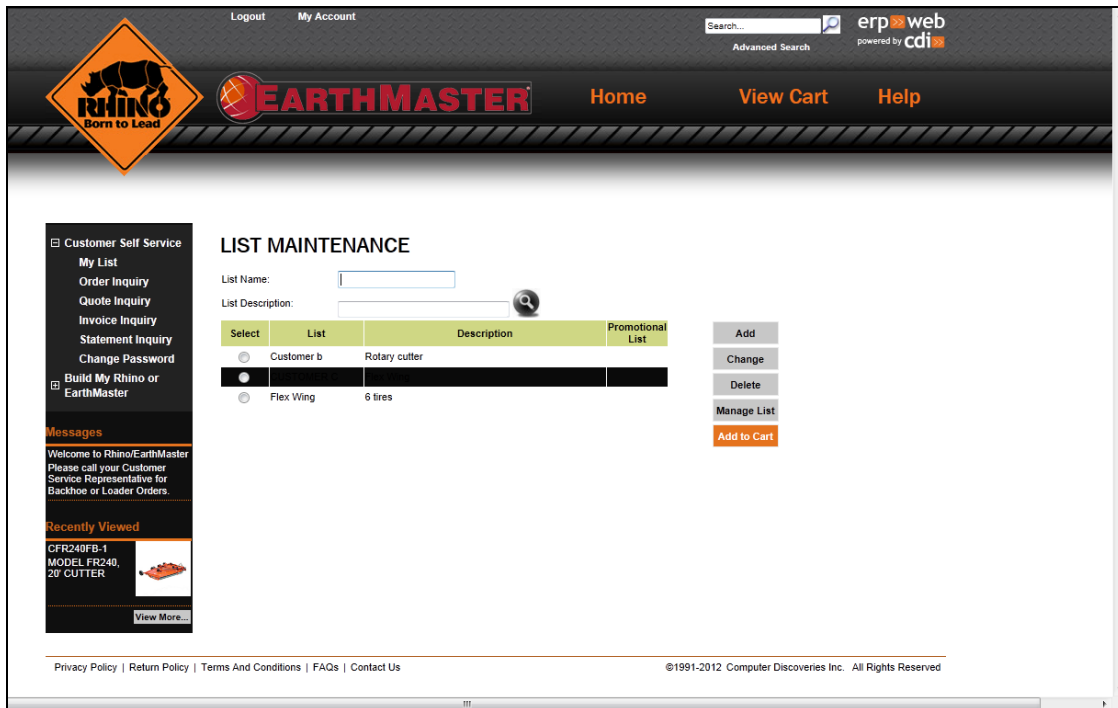 Logout My Account
Search...
Advanced Search
erp web
powered by cdi
RHINO
Born to Lead
EARTHMASTER
Home View Cart Help
Customer Self Service
My List
Order Inquiry
Quote Inquiry
Invoice Inquiry
Statement Inquiry
Change Password
Build My Rhino or
EarthMaster
Messages
Welcome to Rhino/EarthMaster
Please call your Customer
Service Representative for
Backhoe or Loader Orders.
Recently Viewed
CFR240FB-1
MODEL FR240,
20' CUTTER
View More...
LIST MAINTENANCE
List Name:
List Description:
Select List Description Promotional
List
Customer b Rotary cutter
Flex Wing 6 tires
Add
Change
Delete
Manage List
Add to Cart
Privacy Policy | Return Policy | Terms And Conditions | FAQs | Contact Us
©1991-2012 Computer Discoveries Inc. All Rights Reserved